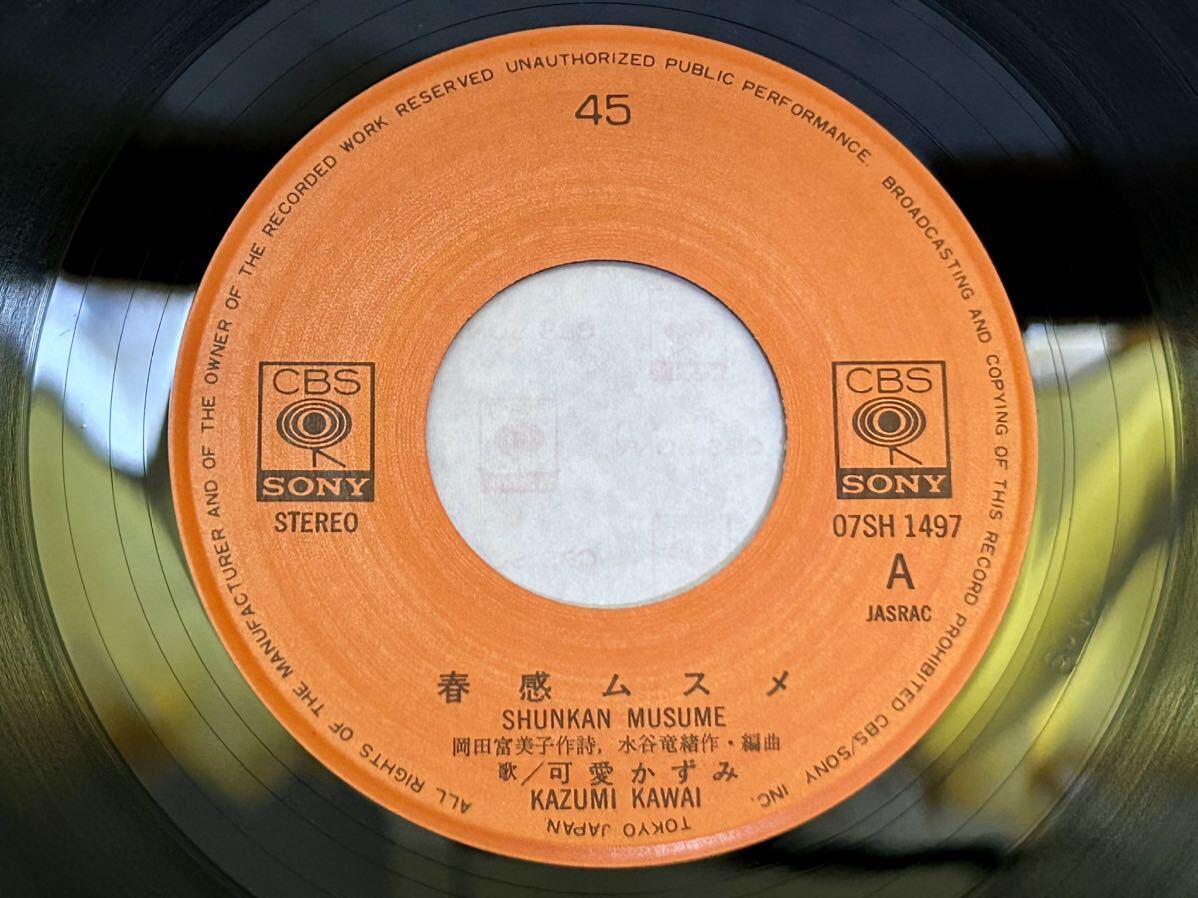 ALL RIGHTS OF THE MANUFACTURER AND OF THE OWNER OF THE RECORDED WORK RESERVED UNAUTHORIZED PUBLIC PERFORMANCE. BROADCASTING AND COPYING OF THIS RECORD PROHIBITED CBS/SONY INC.
TOKYO JAPAN
45
CBS
SONY
STEREO
CBS
SONY
07SH 1497
A
JASRAC
春感ムスメ
SHUNKAN MUSUME
岡田富美子作詩, 水谷竜緒作・編曲
歌/可愛かずみ
KAZUMI KAWAI